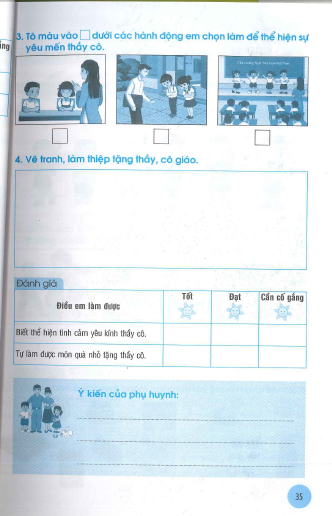 3. Tô màu vào □ dưới các hành động em chọn làm để thể hiện sự
yêu mến thầy cô.
4. Vẽ tranh, làm thiệp tặng thầy, cô giáo.
Đánh giá
Điều em làm được
Tốt
Đạt
Cần cố gắng
Biết thể hiện tình cảm yêu kính thầy cô.
Tự làm được món quà nhỏ tặng thầy cô.
Ý kiến của phụ huynh:
35